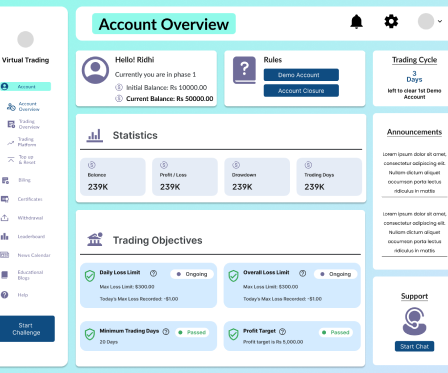 Virtual Trading
Account
Account
Overview
Trading
Overview
Trading
Platform
Top up
& Reset
Billing
Certificates
Withdrawal
Leaderboard
News Calendar
Educational
Blogs
Help
Start
Challenge
Account Overview
Hello! Ridhi
Currently you are in phase 1
Initial Balance: Rs 10000.00
Current Balance: Rs 50000.00
Rules
Demo Account
Account Closure
Trading Cycle
3
Days
left to clear 1st Demo
Account
Statistics
Balance
239K
Profit / Loss
239K
Drawdown
239K
Trading Days
239K
Announcements
Lorem ipsum dolor sit amet,
consectetur adipiscing elit.
Nullam dictum aliquet
accumsan porta lectus
ridiculus in mattis
Lorem ipsum dolor sit amet,
consectetur adipiscing elit.
Nullam dictum aliquet
accumsan porta lectus
ridiculus in mattis
Trading Objectives
Daily Loss Limit
Ongoing
Max Loss Limit: $300.00
Today's Max Loss Recorded: -$1.00
Overall Loss Limit
Ongoing
Max Loss Limit: $300.00
Today's Max Loss Recorded: -$1.00
Minimum Trading Days
Passed
20 Days
Profit Target
Passed
Profit target is Rs 5,000.00
Support
Start Chat